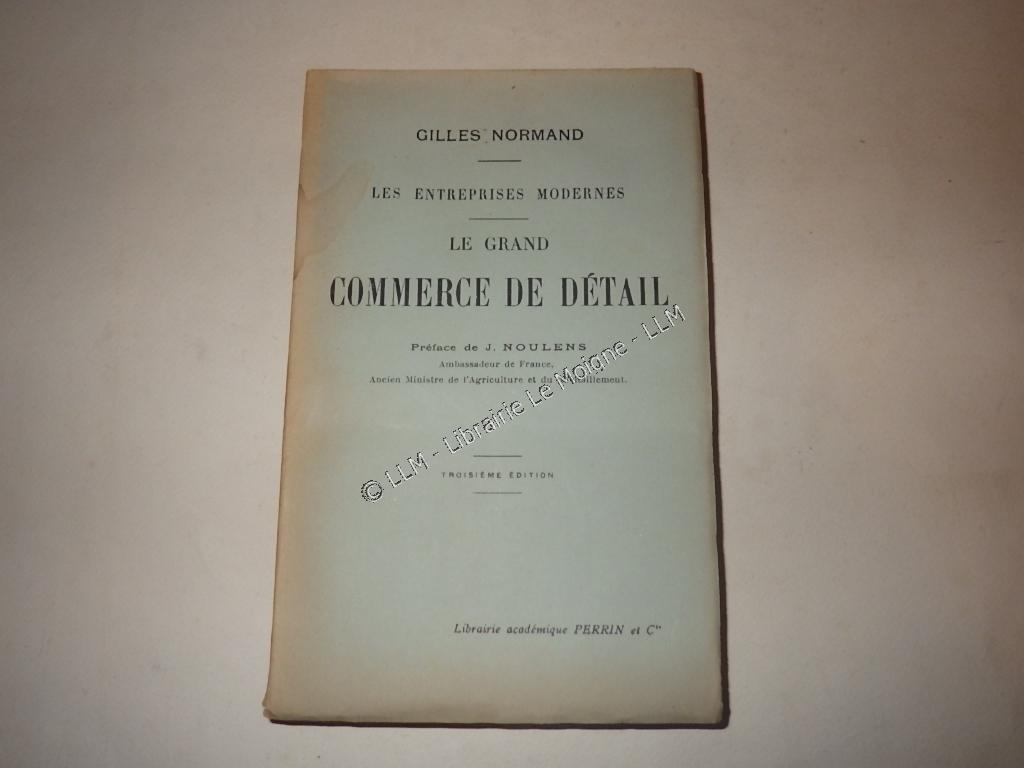 GILLES NORMAND
LES ENTREPRISES MODERNES
LE GRAND
COMMERCE DE DÉTAIL
Préface de J. NOULENS
Ambassadeur de France,
Ancien Ministre de l'Agriculture et du
TROISIÈME ÉDITION
Librairie académique PERRIN et Cie
© LLM - Librairie Le Moigne - LLM